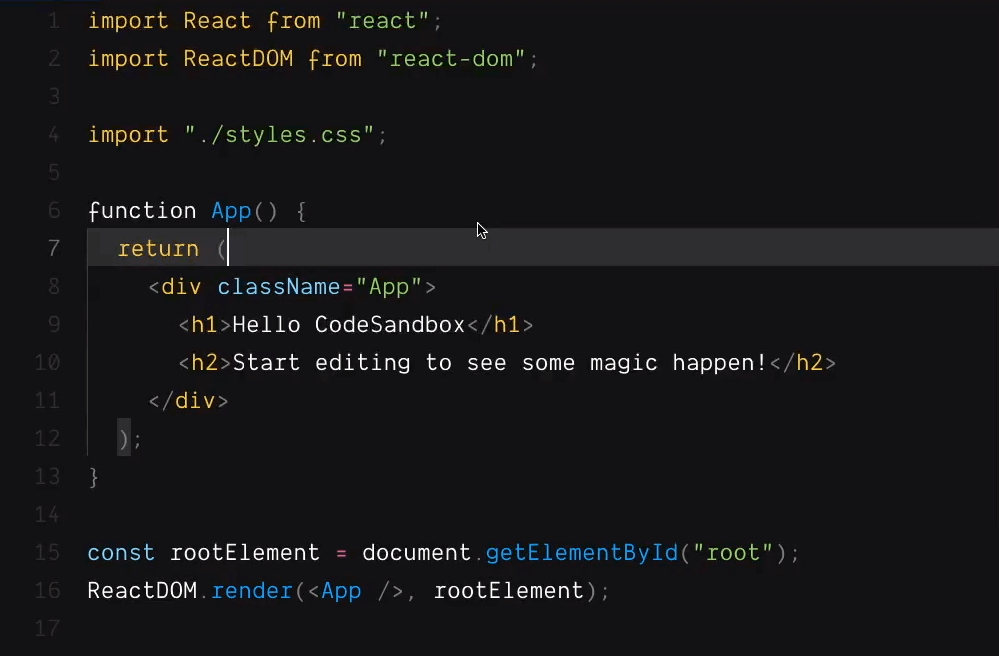 1 import React from "react";
2 import ReactDOM from "react-dom";
3
4 import "./styles.css";
5
6 function App() {
7   return (
8     <div className="App">
9       <h1>Hello CodeSandbox</h1>
10       <h2>Start editing to see some magic happen!</h2>
11     </div>
12   );
13 }
14
15 const rootElement = document.getElementById("root");
16 ReactDOM.render(<App />, rootElement);
17